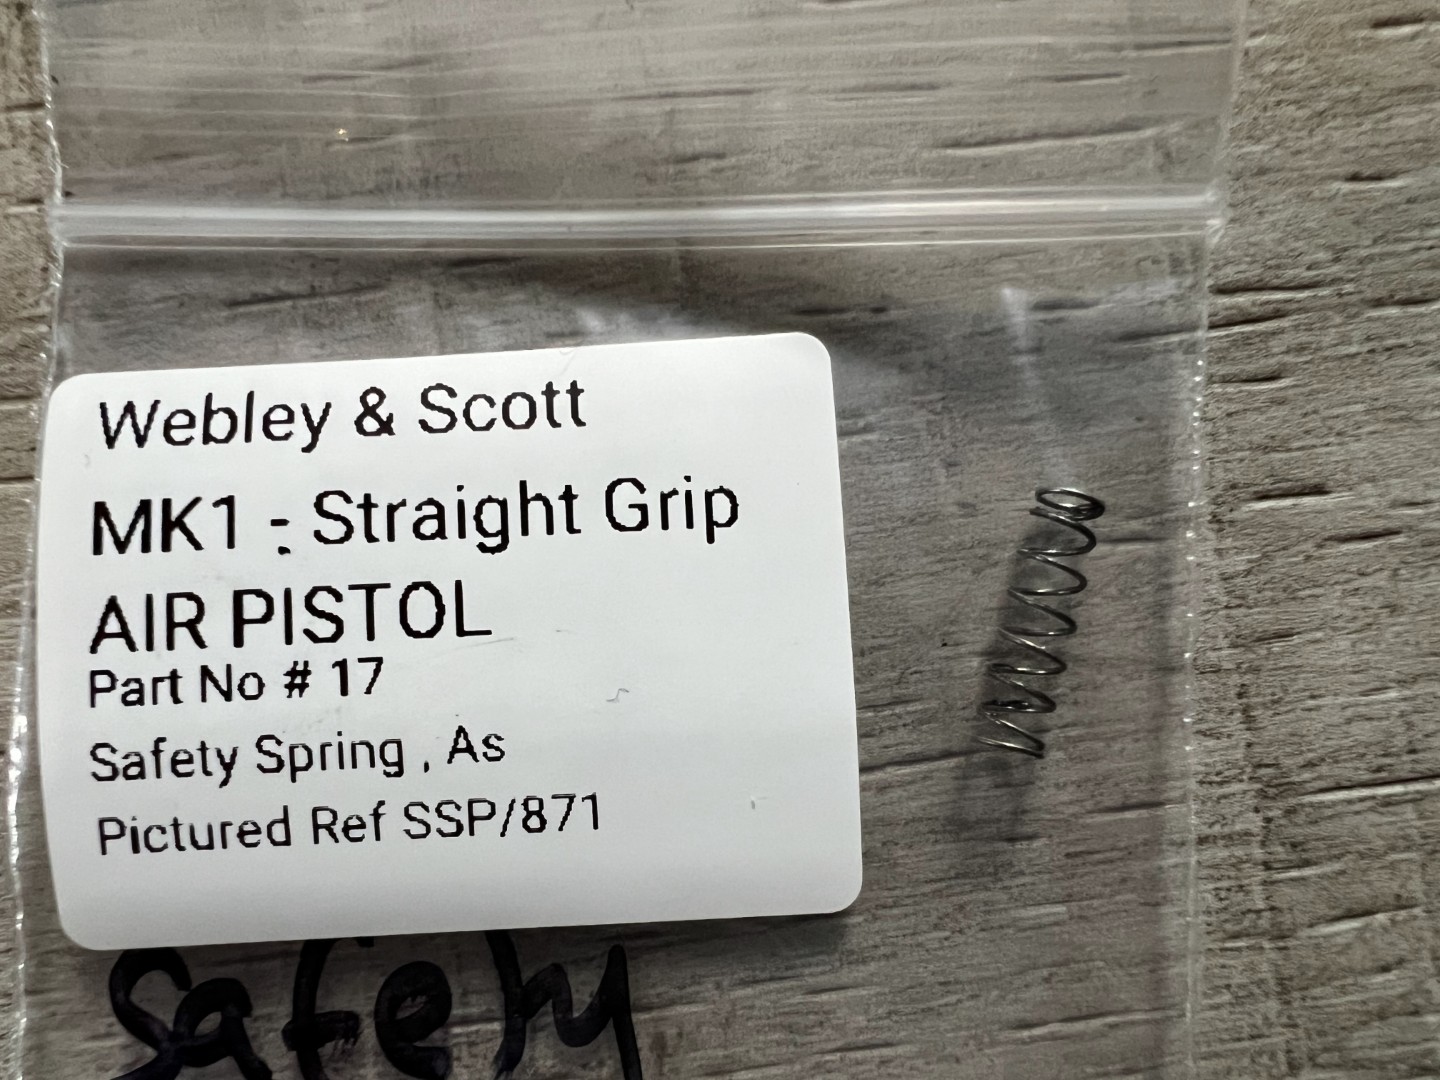 Webley & Scott
MK1 - Straight Grip
AIR PISTOL
Part No # 17
Safety Spring , As
Pictured Ref SSP/871
Safety